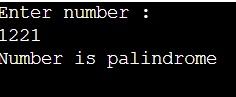 Enter number :
1221
Number is palindrome